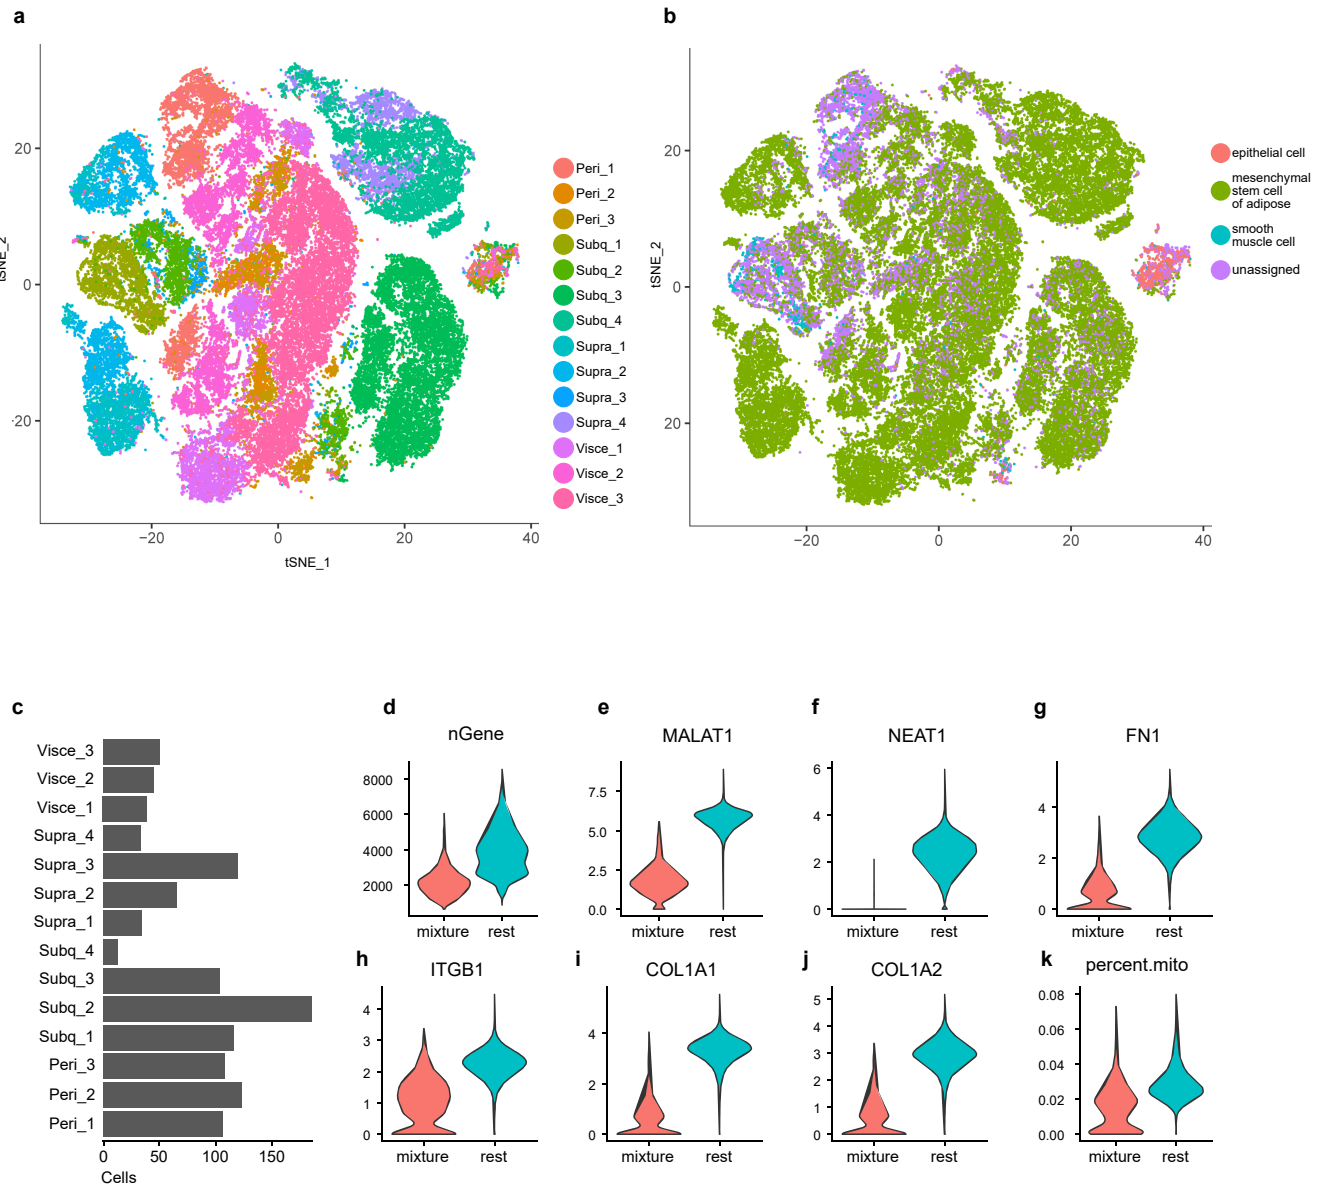 a
b
tSNE_2
20
0
-20
−20
0
20
40
tSNE_1
Peri_1
Peri_2
Peri_3
Subq_1
Subq_2
Subq_3
Subq_4
Supra_1
Supra_2
Supra_3
Supra_4
Visce_1
Visce_2
Visce_3
tSNE_2
20
0
20
−20
0
20
40
epithelial cell
mesenchymal
stem cell
of adipose
smooth
muscle cell
unassigned
c
Visce_3
Visce_2
Visce_1
Supra_4
Supra_3
Supra_2
Supra_1
Subq_4
Subq_3
Subq_2
Subq_1
Peri_3
Peri_2
Peri_1
0
50
100
150
Cells
d
nGene
8000
6000
4000
2000
mixture rest
e
MALAT1
7.5
5.0
2.5
0.0
mixture rest
f
NEAT1
6
4
2
0
mixture rest
g
FN1
4
2
0
mixture rest
h
ITGB1
4
3
2
1
0
mixture rest
i
COL1A1
4
2
0
mixture rest
j
COL1A2
5
4
3
2
1
0
mixture rest
k
percent.mito
0.08
0.06
0.04
0.02
0.00
mixture rest